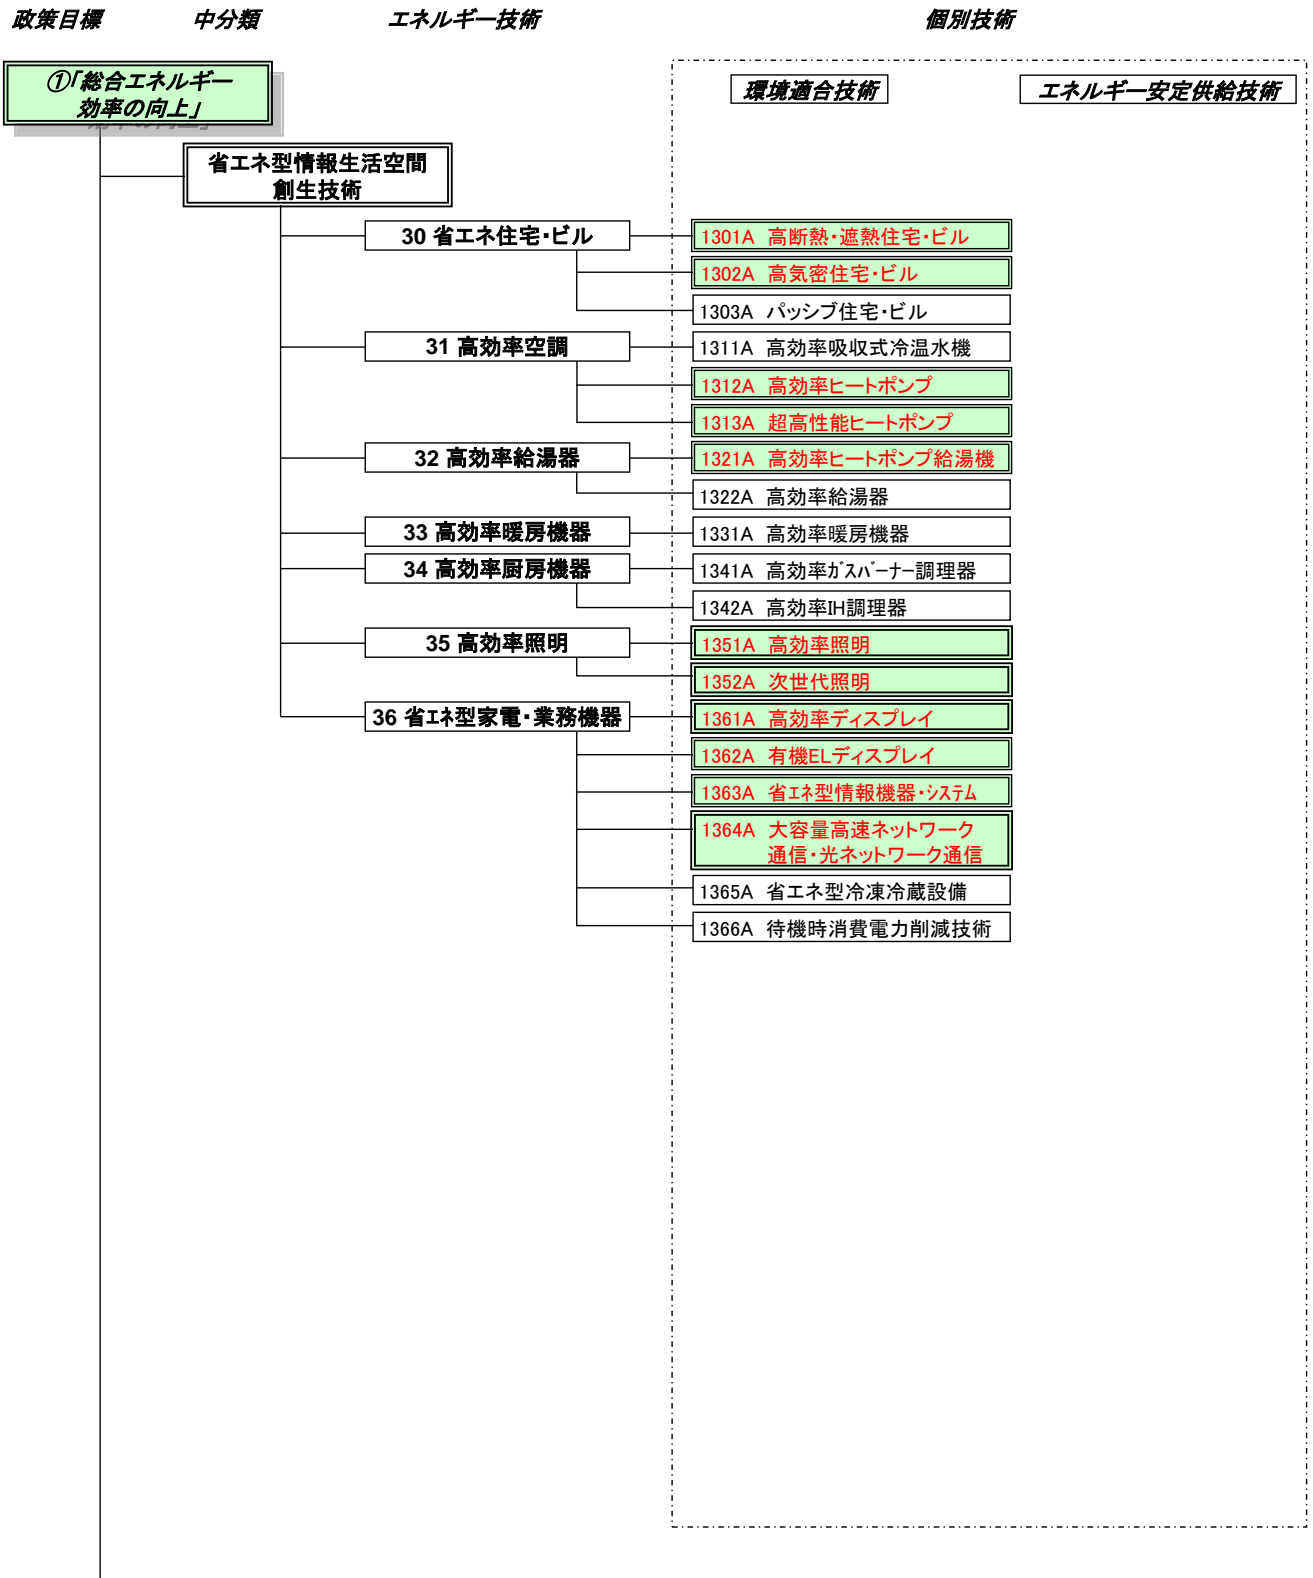 政策目標
中分類
エネルギー技術
個別技術
①「総合エネルギー
効率の向上」
環境適合技術
エネルギー安定供給技術
省エネ型情報生活空間
創生技術
30 省エネ住宅・ビル
1301A 高断熱・遮熱住宅・ビル
1302A 高気密住宅・ビル
1303A パッシブ住宅・ビル
31 高効率空調
1311A 高効率吸収式冷温水機
1312A 高効率ヒートポンプ
1313A 超高性能ヒートポンプ
32 高効率給湯器
1321A 高効率ヒートポンプ給湯機
1322A 高効率給湯器
33 高効率暖房機器
1331A 高効率暖房機器
34 高効率厨房機器
1341A 高効率ｶﾞｽﾊﾞｰﾅｰ調理器
1342A 高効率IH調理器
35 高効率照明
1351A 高効率照明
1352A 次世代照明
36 省ｴﾈ型家電・業務機器
1361A 高効率ディスプレイ
1362A 有機ELディスプレイ
1363A 省ｴﾈ型情報機器・ｼｽﾃﾑ
1364A 大容量高速ネットワーク
通信・光ネットワーク通信
1365A 省エネ型冷凍冷蔵設備
1366A 待機時消費電力削減技術